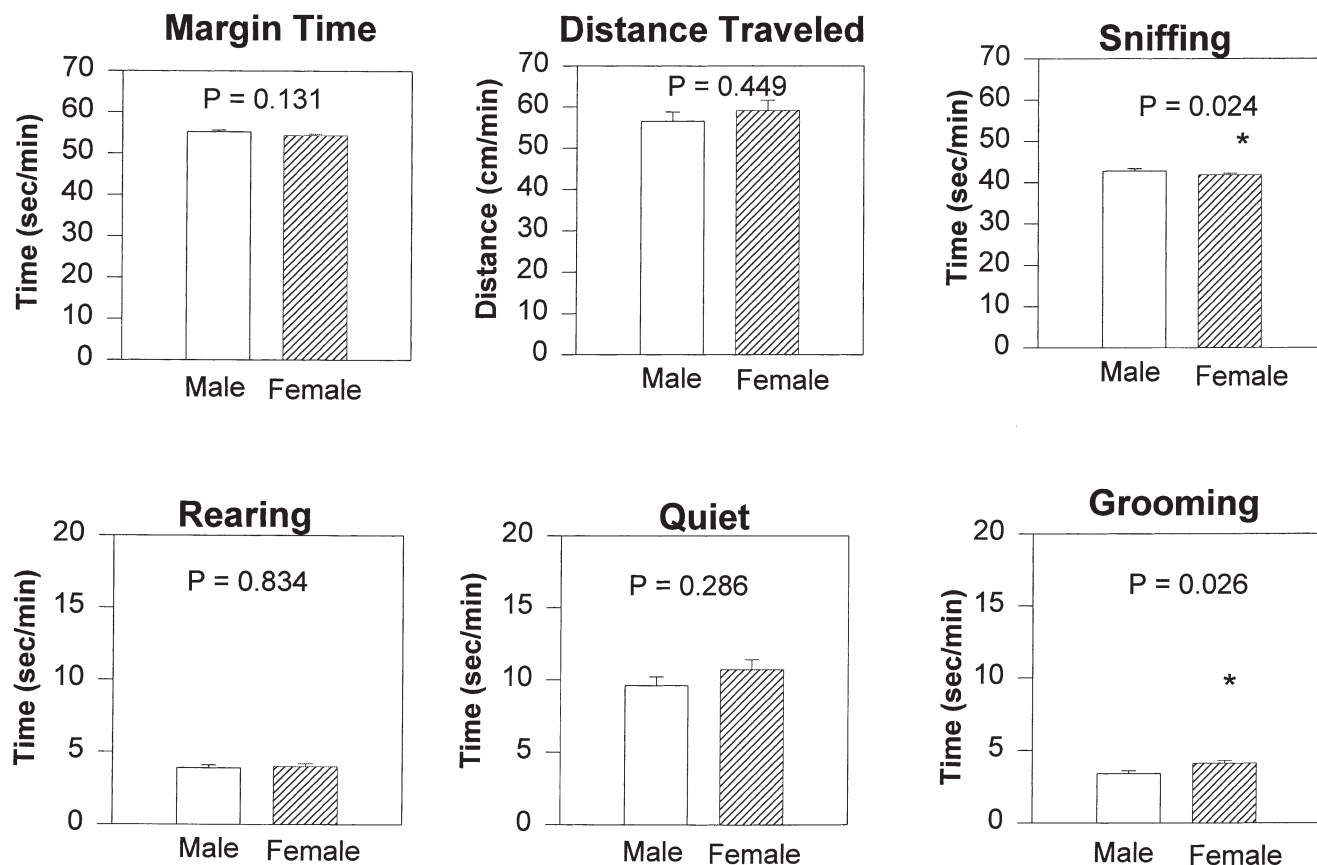 Margin Time
P = 0.131
Time (sec/min)
70
60
50
40
30
20
10
0
Male Female
Distance Traveled
P = 0.449
Distance (cm/min)
70
60
50
40
30
20
10
0
Male Female
Sniffing
P = 0.024
*
Time (sec/min)
70
60
50
40
30
20
10
0
Male Female
Rearing
P = 0.834
Time (sec/min)
20
15
10
5
0
Male Female
Quiet
P = 0.286
Time (sec/min)
20
15
10
5
0
Male Female
Grooming
P = 0.026
*
Time (sec/min)
20
15
10
5
0
Male Female